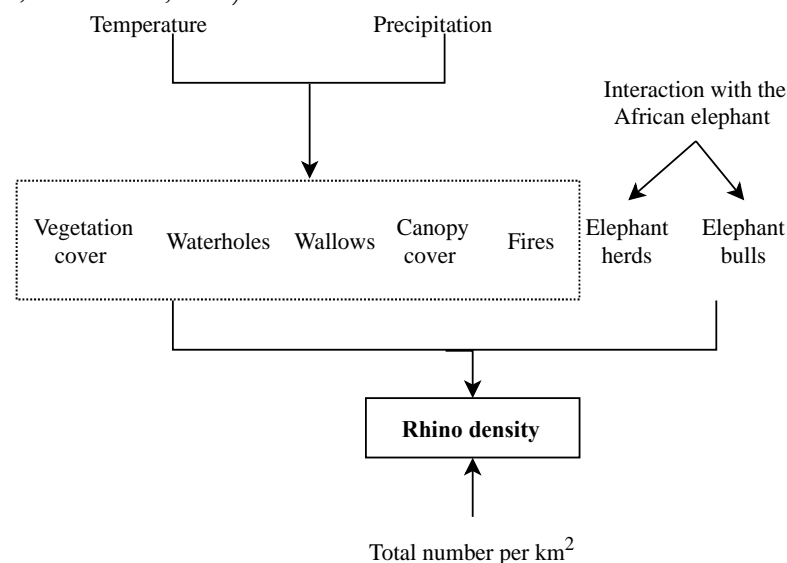 Temperature
Precipitation
Interaction with the
African elephant
Vegetation
cover
Waterholes
Wallows
Canopy
cover
Fires
Elephant
herds
Elephant
bulls
Rhino density
Total number per km²